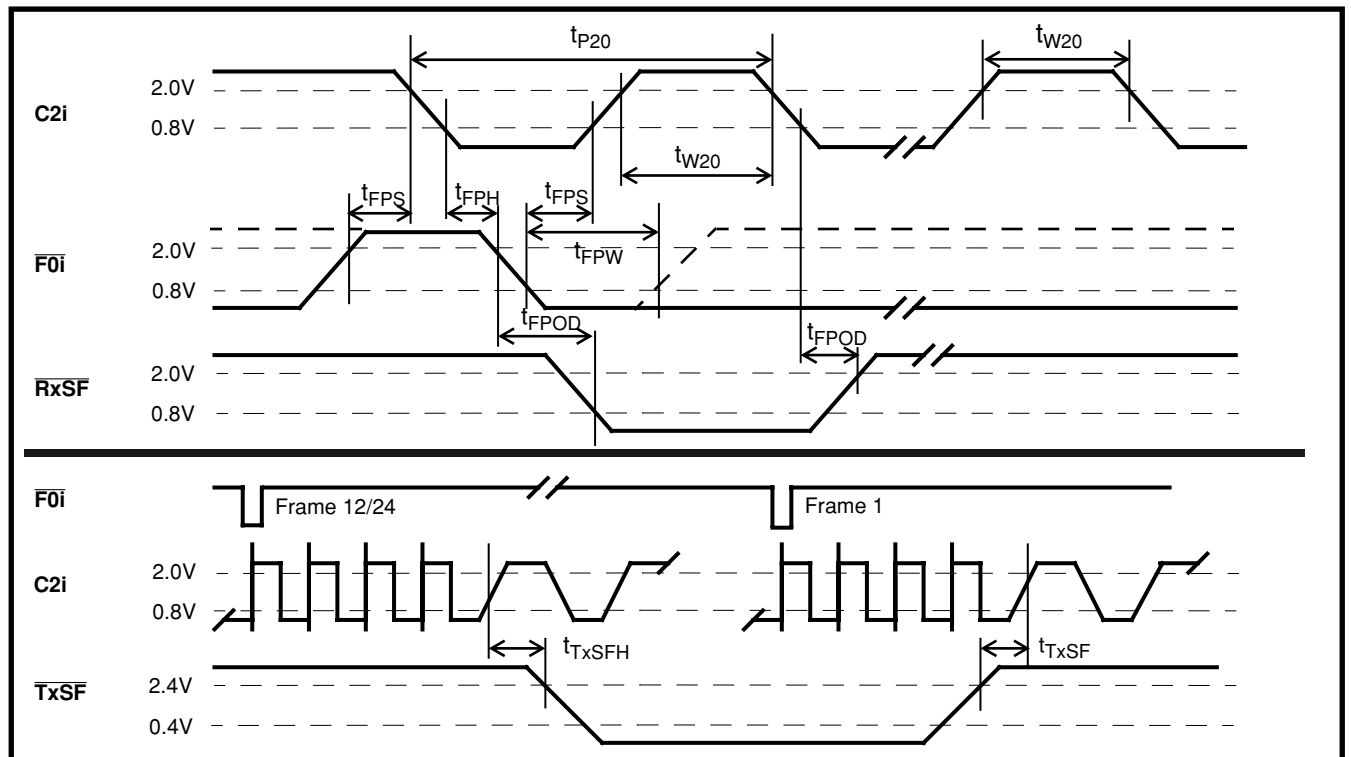 tP20
tW20
2.0V
C2i
0.8V
tW20
tFPS
tFPH
tFPS
2.0V
F0i
tFPW
0.8V
tFPOD
tFPOD
2.0V
RxSF
0.8V
F0i
Frame 12/24
Frame 1
2.0V
C2i
0.8V
tTxSFH
tTxSF
2.4V
TxSF
0.4V